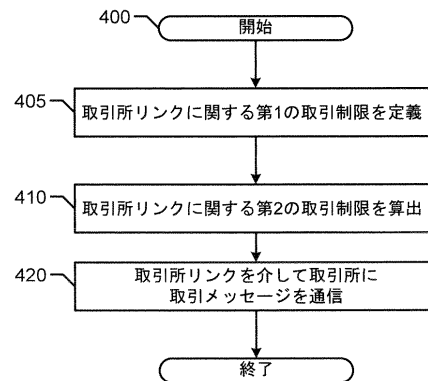 400
開始
405
取引所リンクに関する第1の取引制限を定義
410
取引所リンクに関する第2の取引制限を算出
420
取引所リンクを介して取引所に
取引メッセージを通信
終了